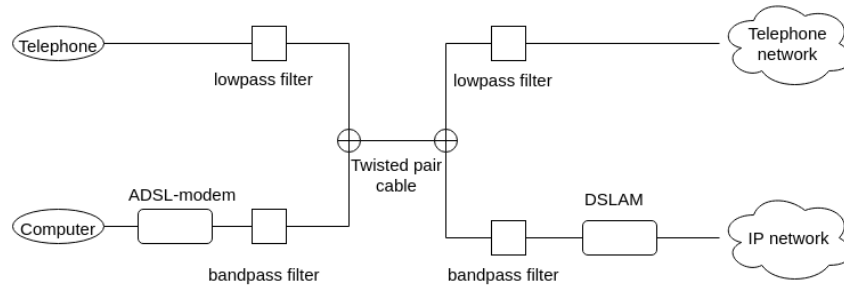 Telephone
lowpass filter
lowpass filter
Telephone
network
Twisted pair
cable
ADSL-modem
Computer
bandpass filter
DSLAM
bandpass filter
IP network